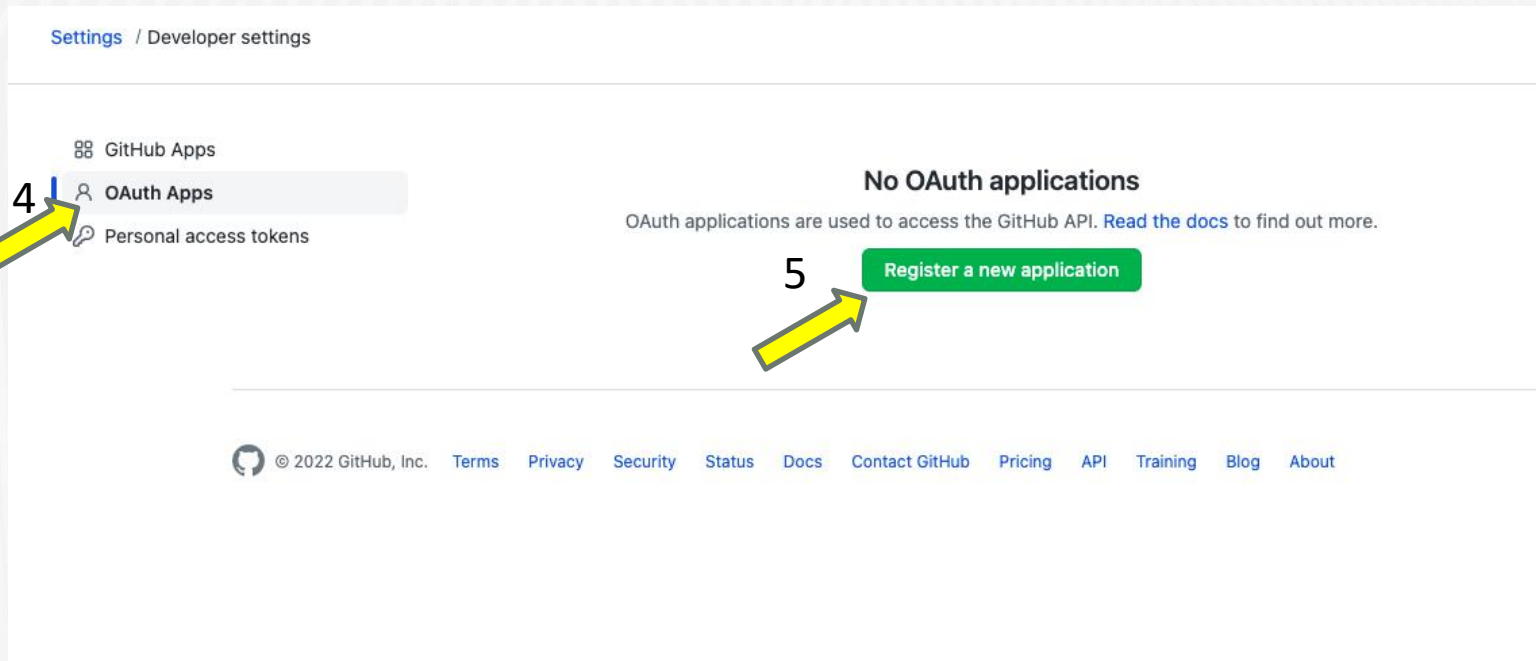 Settings / Developer settings
GitHub Apps
4 OAuth Apps
Personal access tokens
No OAuth applications
OAuth applications are used to access the GitHub API. Read the docs to find out more.
5 Register a new application
© 2022 GitHub, Inc. Terms Privacy Security Status Docs Contact GitHub Pricing API Training Blog About